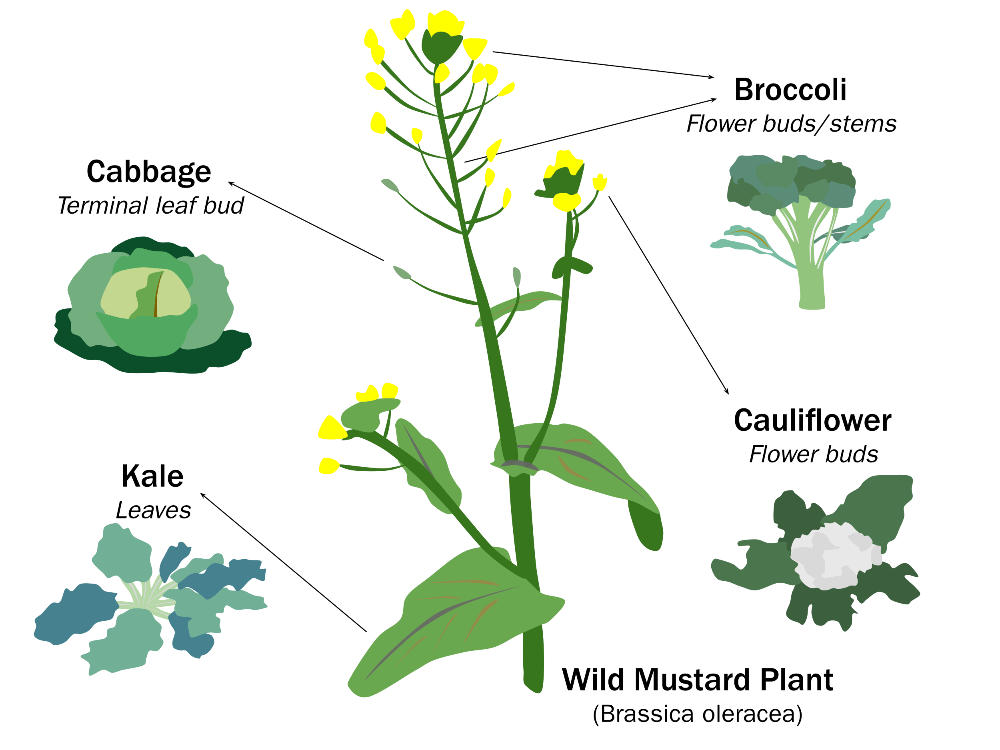 Broccoli
Flower buds/stems
Cabbage
Terminal leaf bud
Cauliflower
Flower buds
Kale
Leaves
Wild Mustard Plant
(Brassica oleracea)